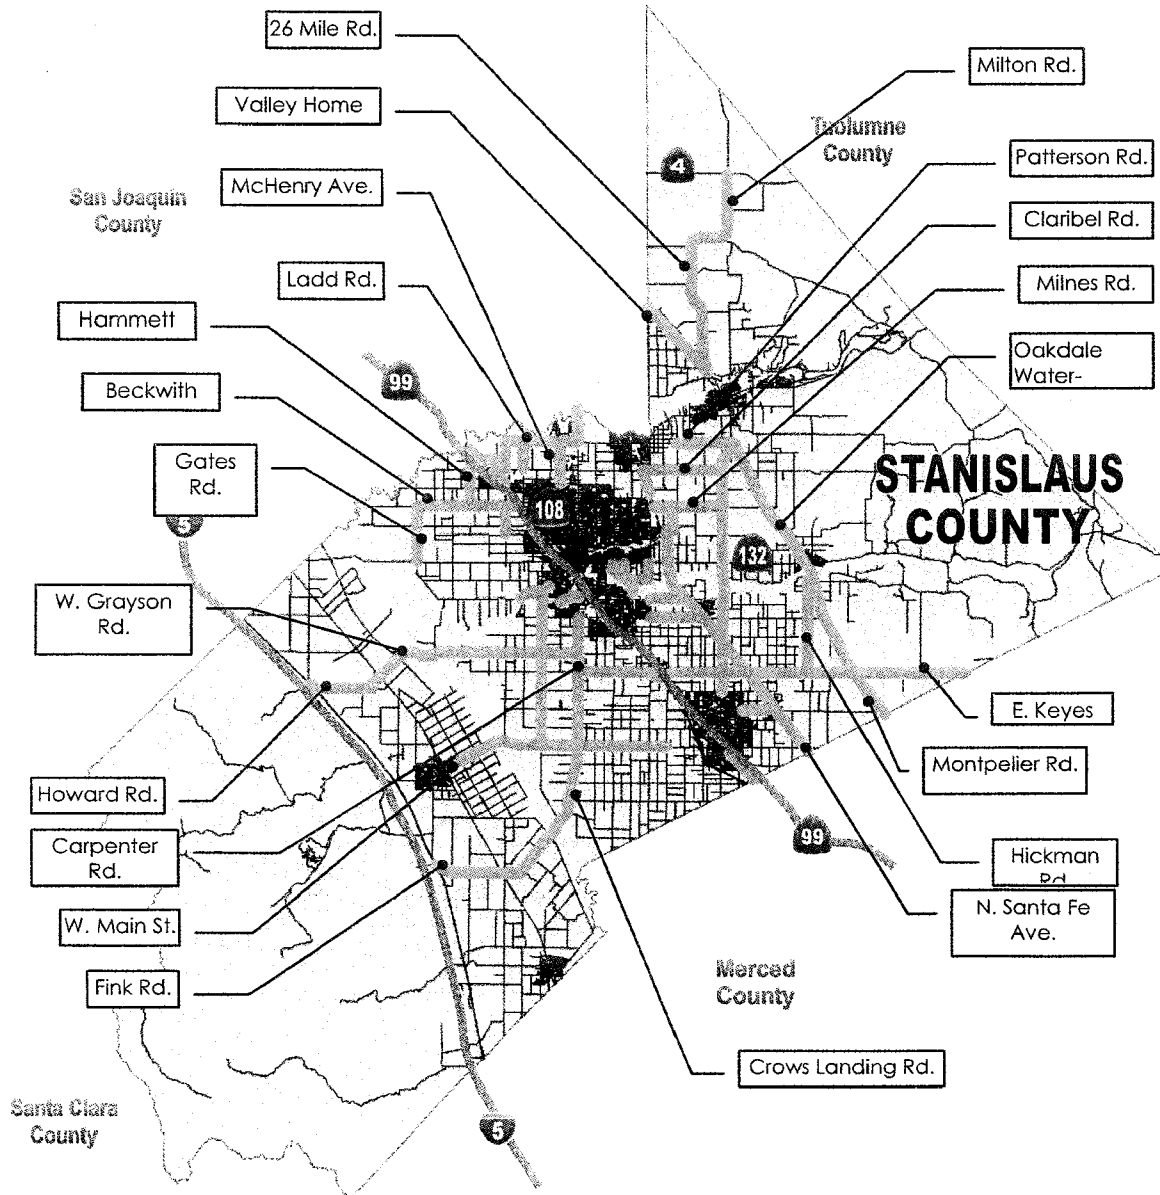 26 Mile Rd.
Milton Rd.
Valley Home
Tuolumne
County
4
Patterson Rd.
McHenry Ave.
San Joaquin
County
Claribel Rd.
Ladd Rd.
Milnes Rd.
Hammett
Oakdale
Water-
99
Beckwith
Gates
Rd.
STANISLAUS
COUNTY
108
5
132
W. Grayson
Rd.
E. Keyes
Montpelier Rd.
Howard Rd.
Carpenter
Rd.
99
Hickman
Rd
N. Santa Fe
Ave.
W. Main St.
Fink Rd.
Merced
County
Crows Landing Rd.
Santa Clara
County
5